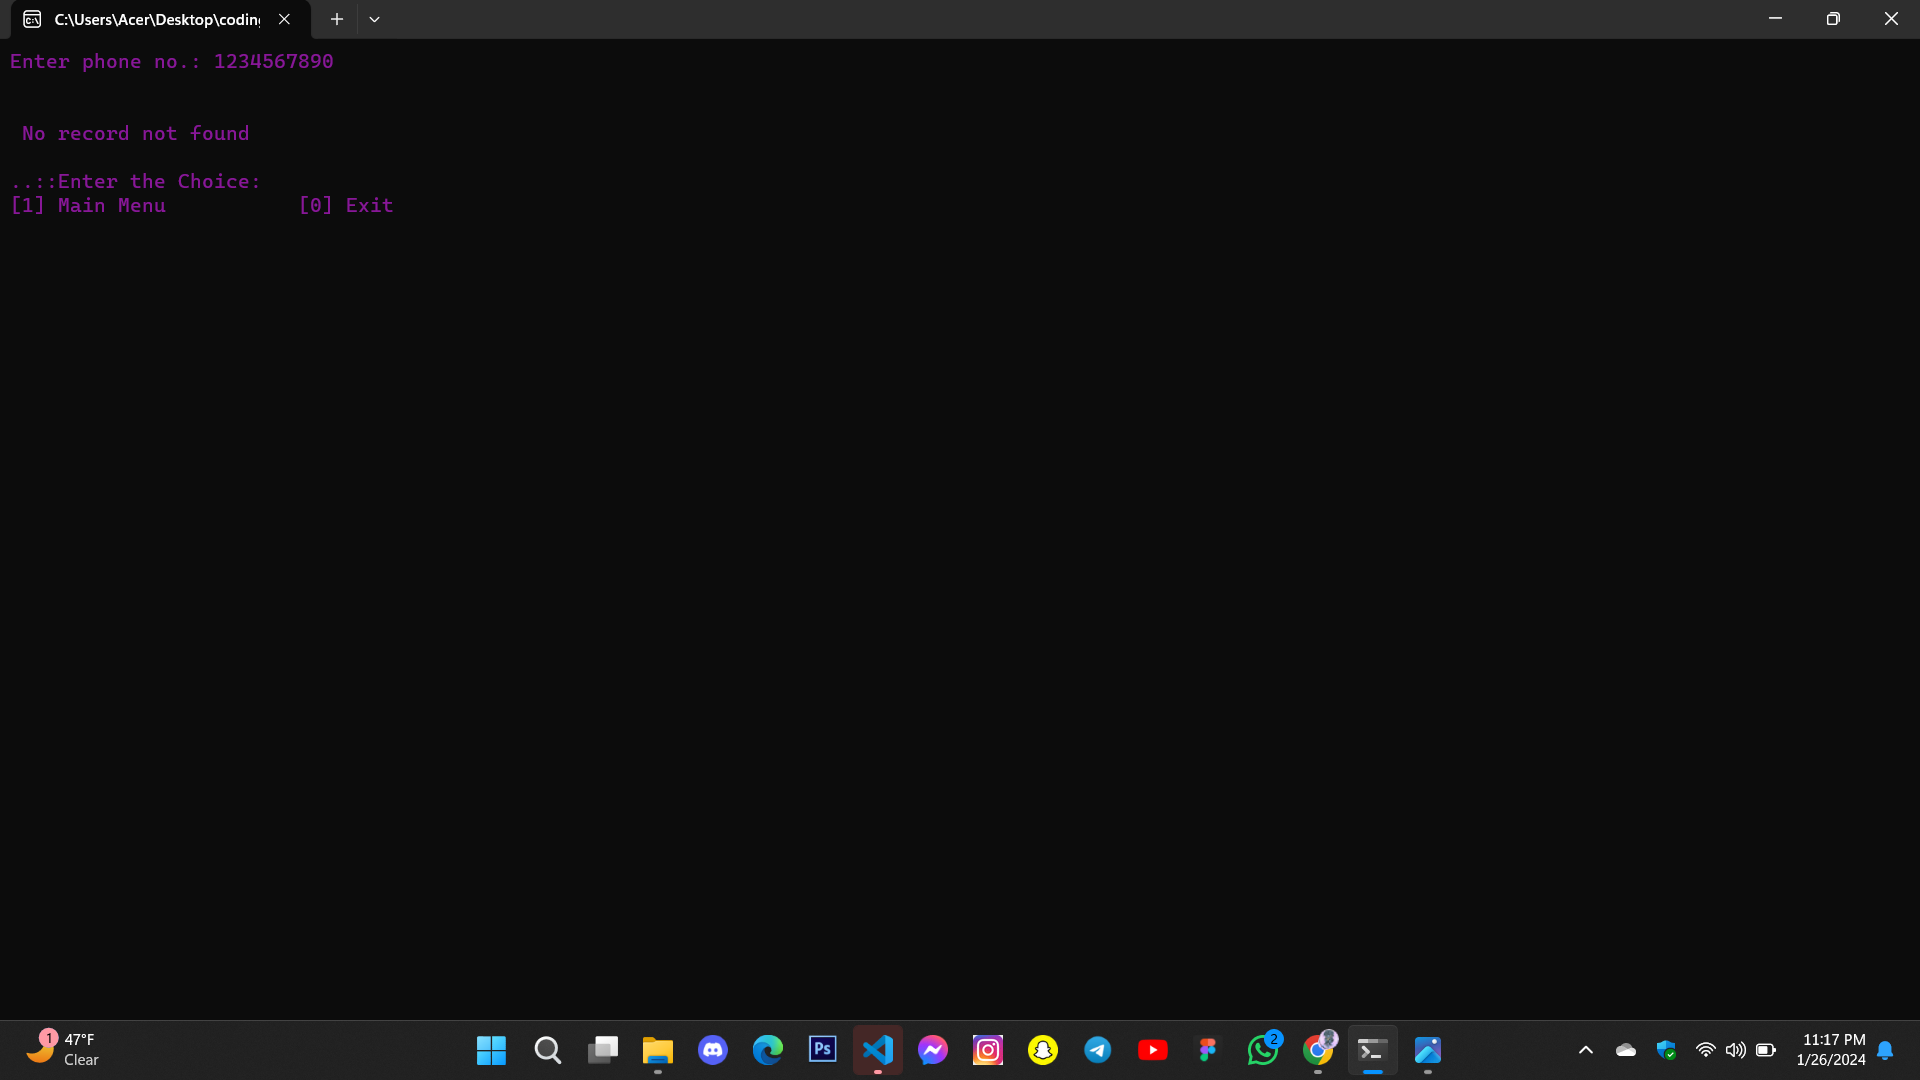 C:\Users\Acer\Desktop\coding
Enter phone no.: 1234567890
No record not found
..::Enter the Choice:
[1] Main Menu [0] Exit
1
47°F
Clear
Ps
2
11:17 PM
1/26/2024